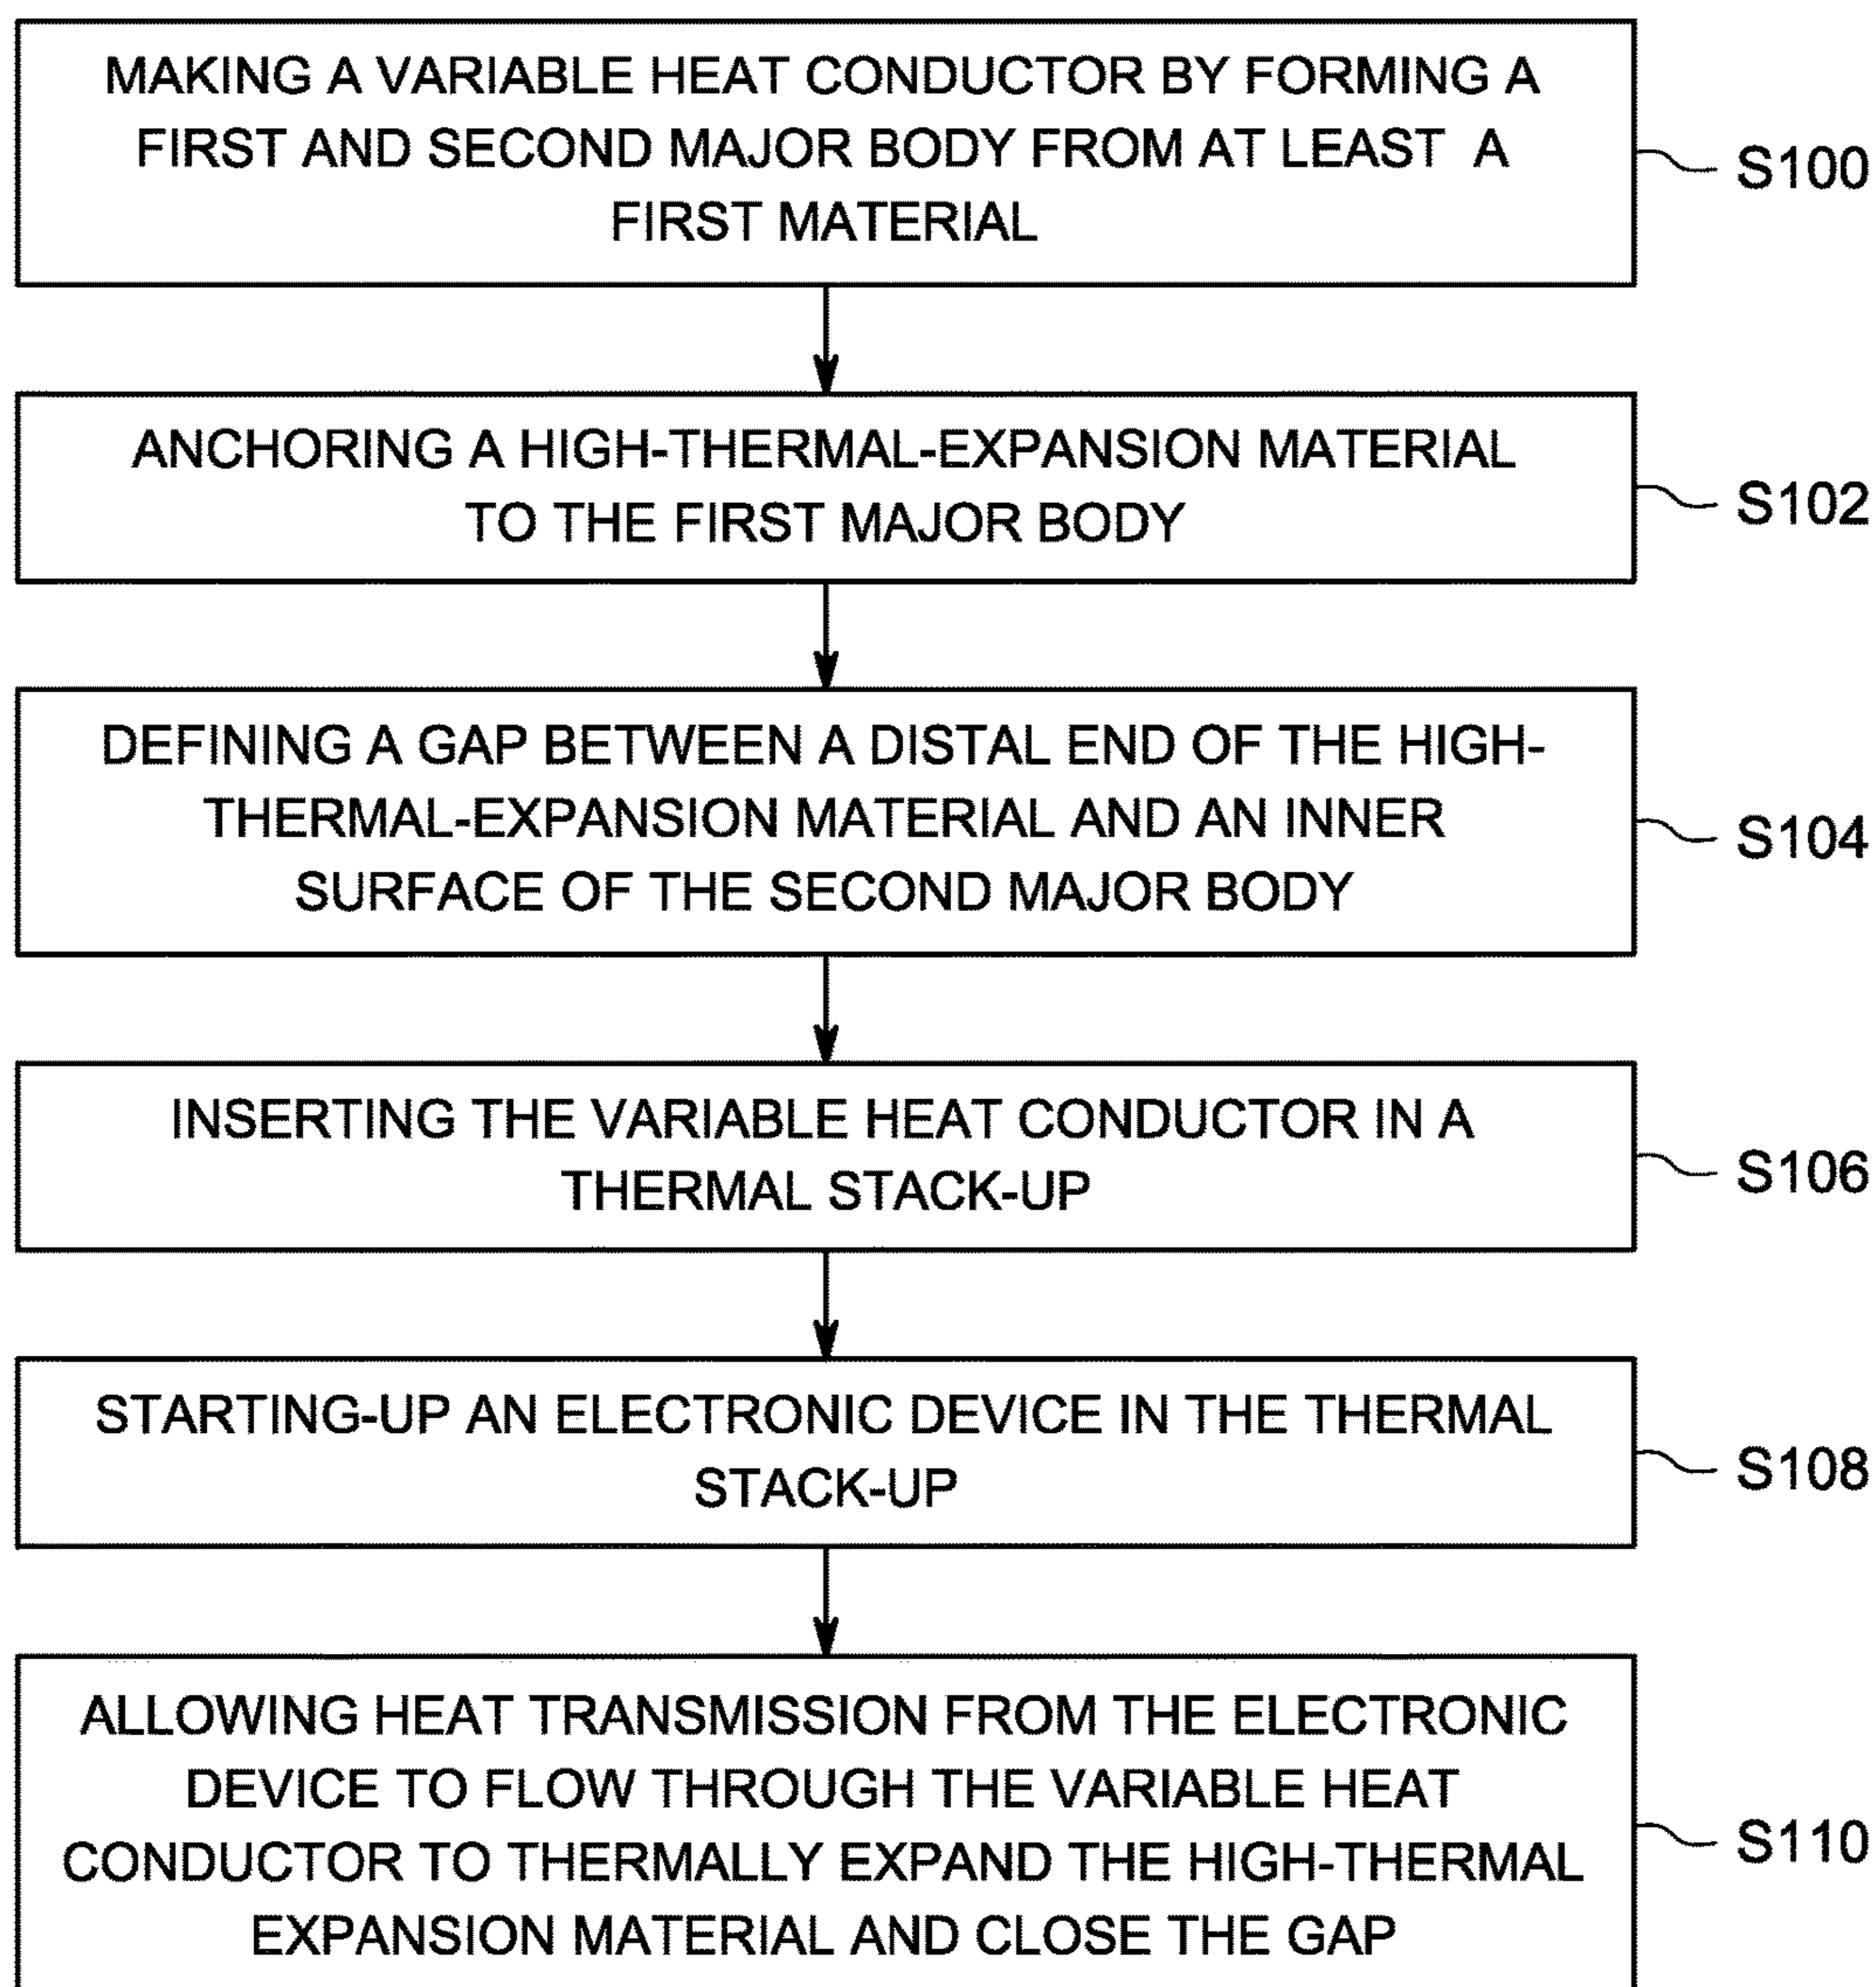 MAKING A VARIABLE HEAT CONDUCTOR BY FORMING A
FIRST AND SECOND MAJOR BODY FROM AT LEAST A
FIRST MATERIAL
S100
ANCHORING A HIGH-THERMAL-EXPANSION MATERIAL
TO THE FIRST MAJOR BODY
S102
DEFINING A GAP BETWEEN A DISTAL END OF THE HIGH-
THERMAL-EXPANSION MATERIAL AND AN INNER
SURFACE OF THE SECOND MAJOR BODY
S104
INSERTING THE VARIABLE HEAT CONDUCTOR IN A
THERMAL STACK-UP
S106
STARTING-UP AN ELECTRONIC DEVICE IN THE THERMAL
STACK-UP
S108
ALLOWING HEAT TRANSMISSION FROM THE ELECTRONIC
DEVICE TO FLOW THROUGH THE VARIABLE HEAT
CONDUCTOR TO THERMALLY EXPAND THE HIGH-THERMAL
EXPANSION MATERIAL AND CLOSE THE GAP
S110